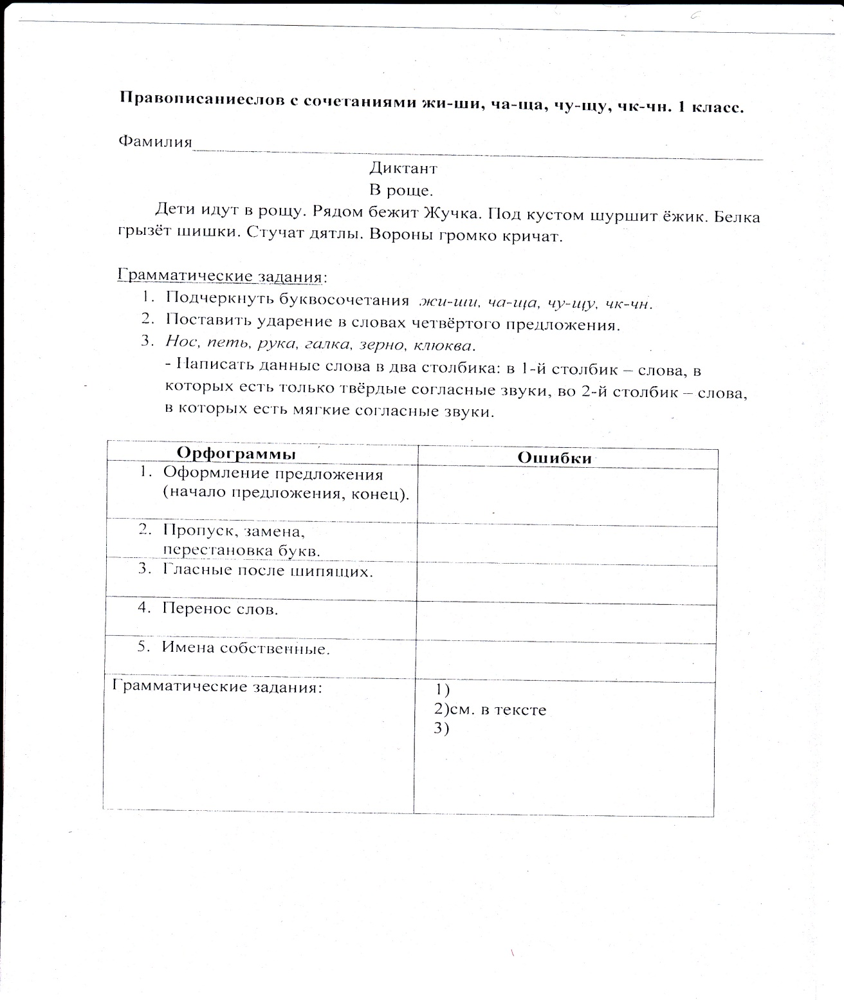 Правописаниеслов с сочетаниями жи-ши, ча-ща, чу-щу, чк-чн. 1 класс.
Фамилия
Диктант
В роще.
Дети идут в рощу. Рядом бежит Жучка. Под кустом шуршит ёжик. Белка
грызёт шишки. Стучат дятлы. Вороны громко кричат.
Грамматические задания:
1. Подчеркнуть буквосочетания жи-ши, ча-ща, чу-щу, чк-чн.
2. Поставить ударение в словах четвёртого предложения.
3. Нос, петь, рука, галка, зерно, клюква.
- Написать данные слова в два столбика: в 1-й столбик – слова, в
которых есть только твёрдые согласные звуки, во 2-й столбик – слова,
в которых есть мягкие согласные звуки.
Орфограммы Ошибки
1. Оформление предложения
(начало предложения, конец).
2. Пропуск, замена,
перестановка букв.
3. Гласные после шипящих.
4. Перенос слов.
5. Имена собственные.
Грамматические задания: 1)
2)см. в тексте
3)